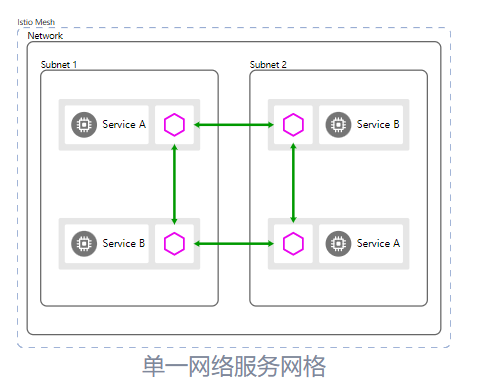 Istio Mesh
Network
Subnet 1
Subnet 2
Service A
Service B
Service B
Service A
单一网络服务网格